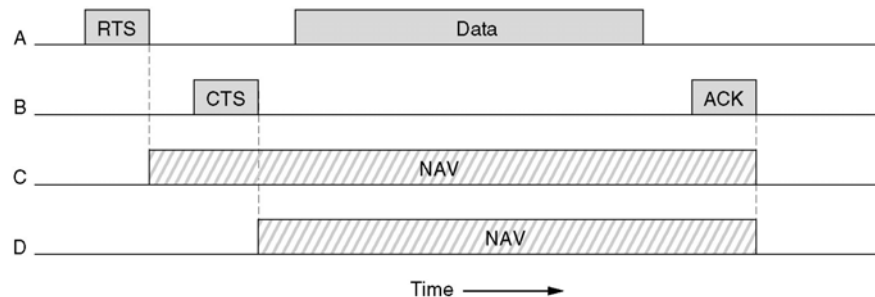 A RTS Data
B CTS ACK
C NAV
D NAV
Time